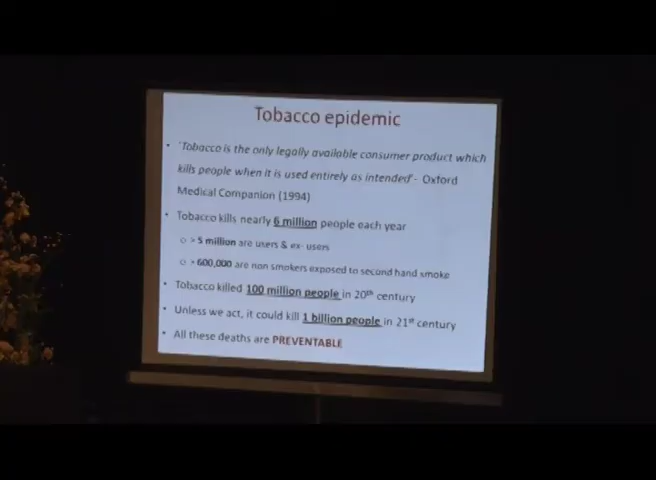 Tobacco epidemic
• 'Tobacco is the only legally available consumer product which
kills people when it is used entirely as intended' - Oxford
Medical Companion (1994)
• Tobacco kills nearly 6 million people each year
o > 5 million are users & ex- users
o > 600,000 are non smokers exposed to second hand smoke
• Tobacco killed 100 million people in 20th century
• Unless we act, it could kill 1 billion people in 21st century
• All these deaths are PREVENTABLE